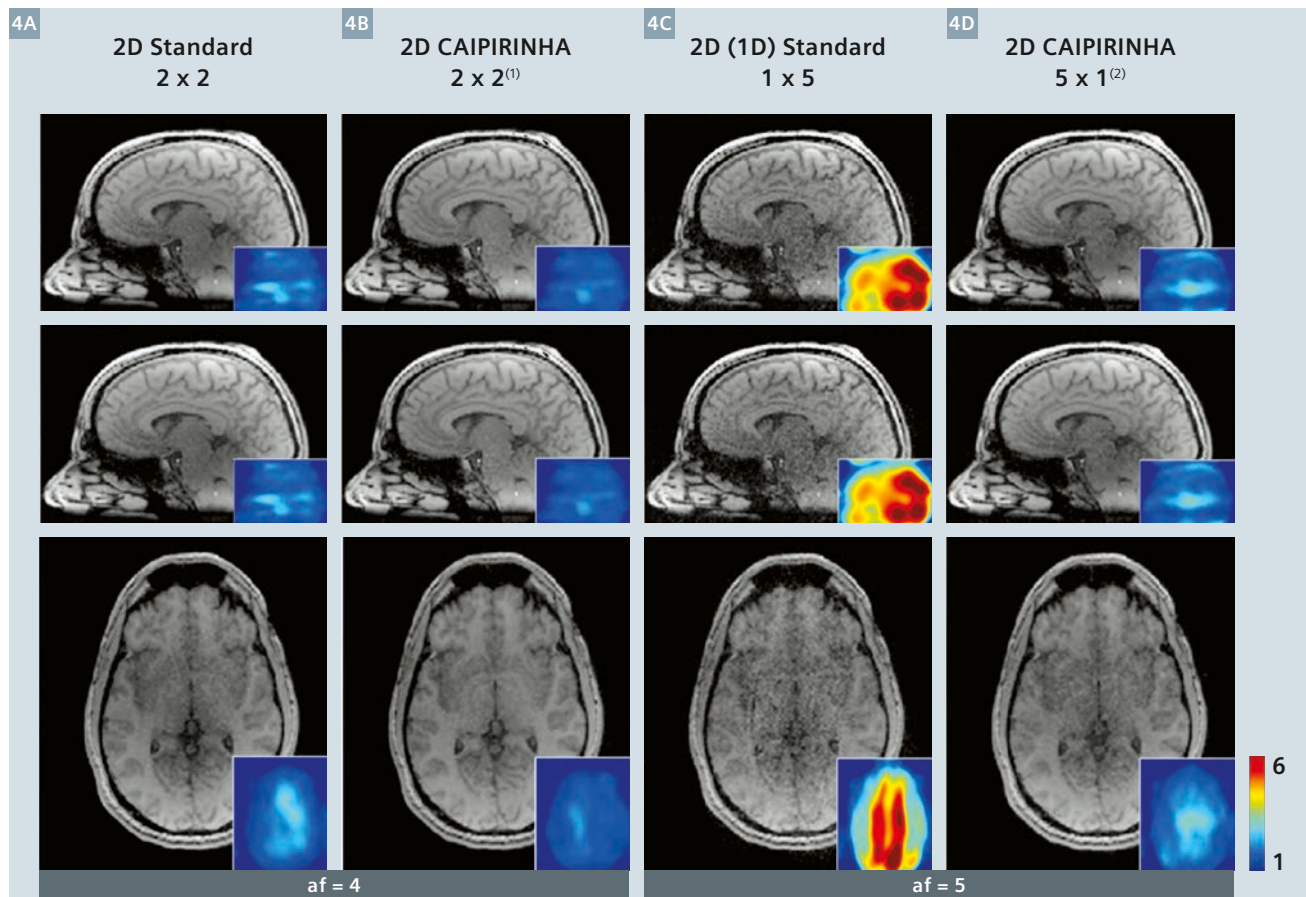 4A
2D Standard
2 x 2
4B
2D CAIPIRINHA
2 x 2(1)
4C
2D (1D) Standard
1 x 5
4D
2D CAIPIRINHA
5 x 1(2)
6
1
af = 4
af = 5